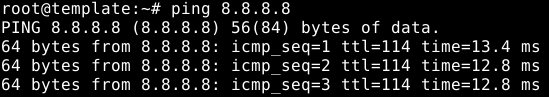 root@template:~# ping 8.8.8.8
PING 8.8.8.8 (8.8.8.8) 56(84) bytes of data.
64 bytes from 8.8.8.8: icmp_seq=1 ttl=114 time=13.4 ms
64 bytes from 8.8.8.8: icmp_seq=2 ttl=114 time=12.8 ms
64 bytes from 8.8.8.8: icmp_seq=3 ttl=114 time=12.8 ms